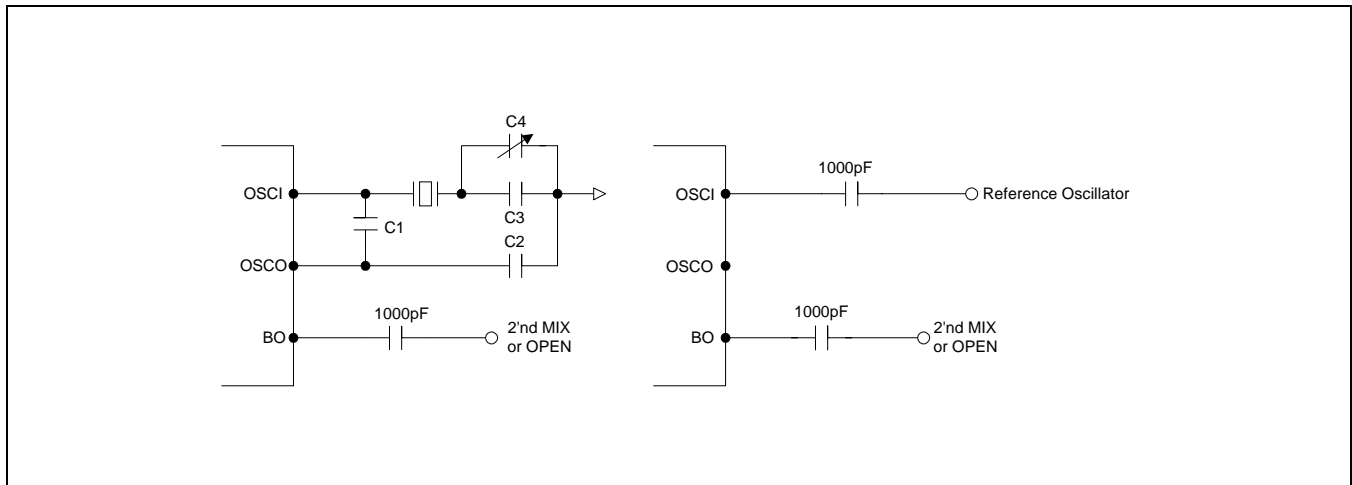 C4
OSCI
C3
C1
C2
OSCO
1000pF
BO
2'nd MIX
or OPEN
1000pF
OSCI
Reference Oscillator
OSCO
1000pF
BO
2'nd MIX
or OPEN